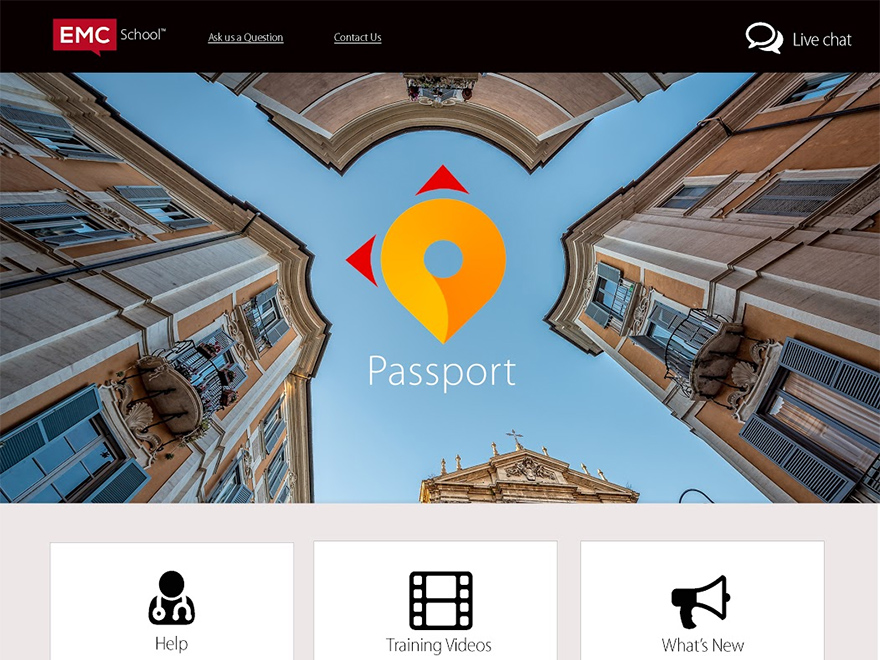 EMC School™
Ask us a Question
Contact Us
Live chat
Passport
Help
Training Videos
What's New